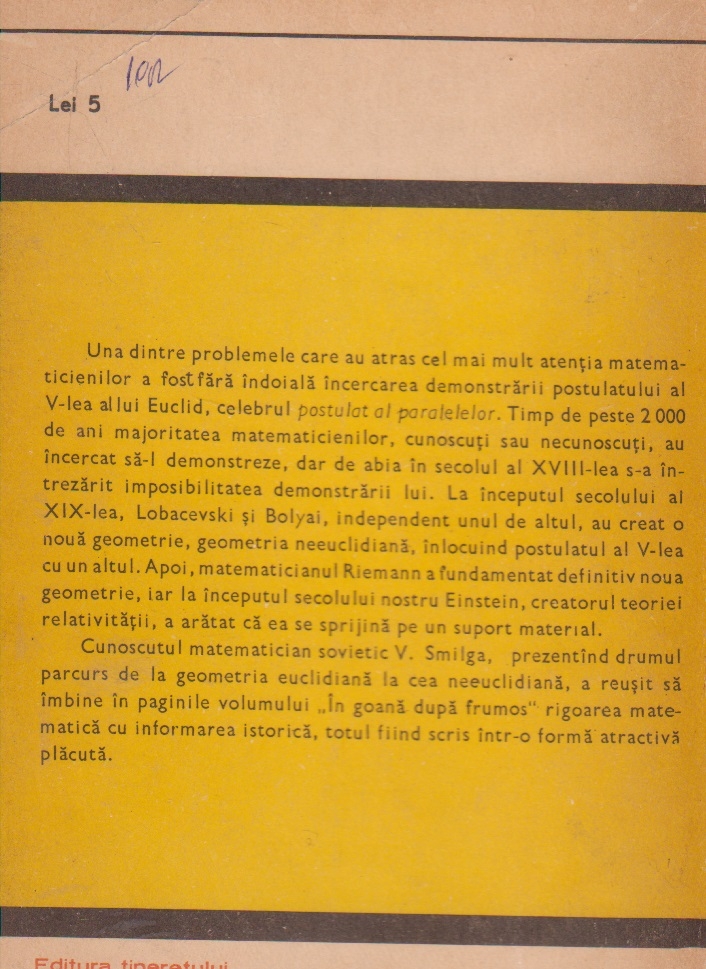 Lei 5
Una dintre problemele care au atras cel mai mult atenția matema-
ticienilor a fost fără îndoială încercarea demonstrării postulatului al
V-lea al lui Euclid, celebrul postulat al paralelelor. Timp de peste 2 000
de ani majoritatea matematicienilor, cunoscuți sau necunoscuți, au
încercat să-l demonstreze, dar de abia în secolul al XVIII-lea s-a în-
trezărit imposibilitatea demonstrării lui. La începutul secolului al
XIX-lea, Lobacevski și Bolyai, independent unul de altul, au creat o
nouă geometrie, geometria neeuclidiană, înlocuind postulatul al V-lea
cu un altul. Apoi, matematicianul Riemann a fundamentat definitiv noua
geometrie, iar la începutul secolului nostru Einstein, creatorul teoriei
relativității, a arătat că ea se sprijină pe un suport material.
Cunoscutul matematician sovietic V. Smilga, prezentînd drumul
parcurs de la geometria euclidiană la cea neeuclidiană, a reușit să
îmbine în paginile volumului „În goană după frumos“ rigoarea mate-
matică cu informarea istorică, totul fiind scris într-o formă atractivă
plăcută.
Editura tineretului